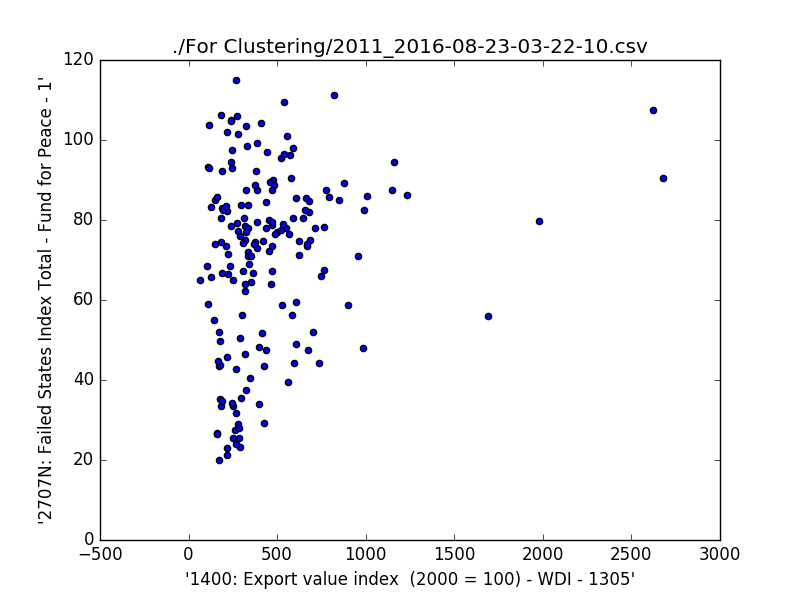 ./For Clustering/2011_2016-08-23-03-22-10.csv
'2707N: Failed States Index Total - Fund for Peace - 1'
120
100
80
60
40
20
0
−500 0 500 1000 1500 2000 2500 3000
'1400: Export value index  (2000 = 100) - WDI - 1305'